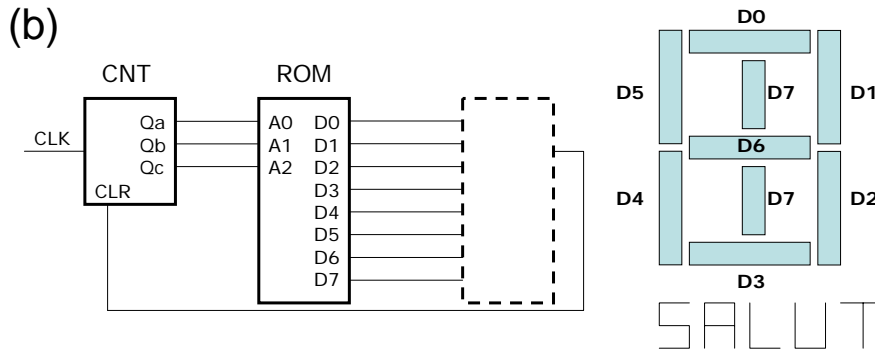 (b)
CNT
ROM
D0
D5
D7
D1
CLK
Qa
A0
D0
Qb
A1
D1
D6
Qc
A2
D2
CLR
D3
D4
D7
D2
D4
D5
D6
D7
D3
SALUT